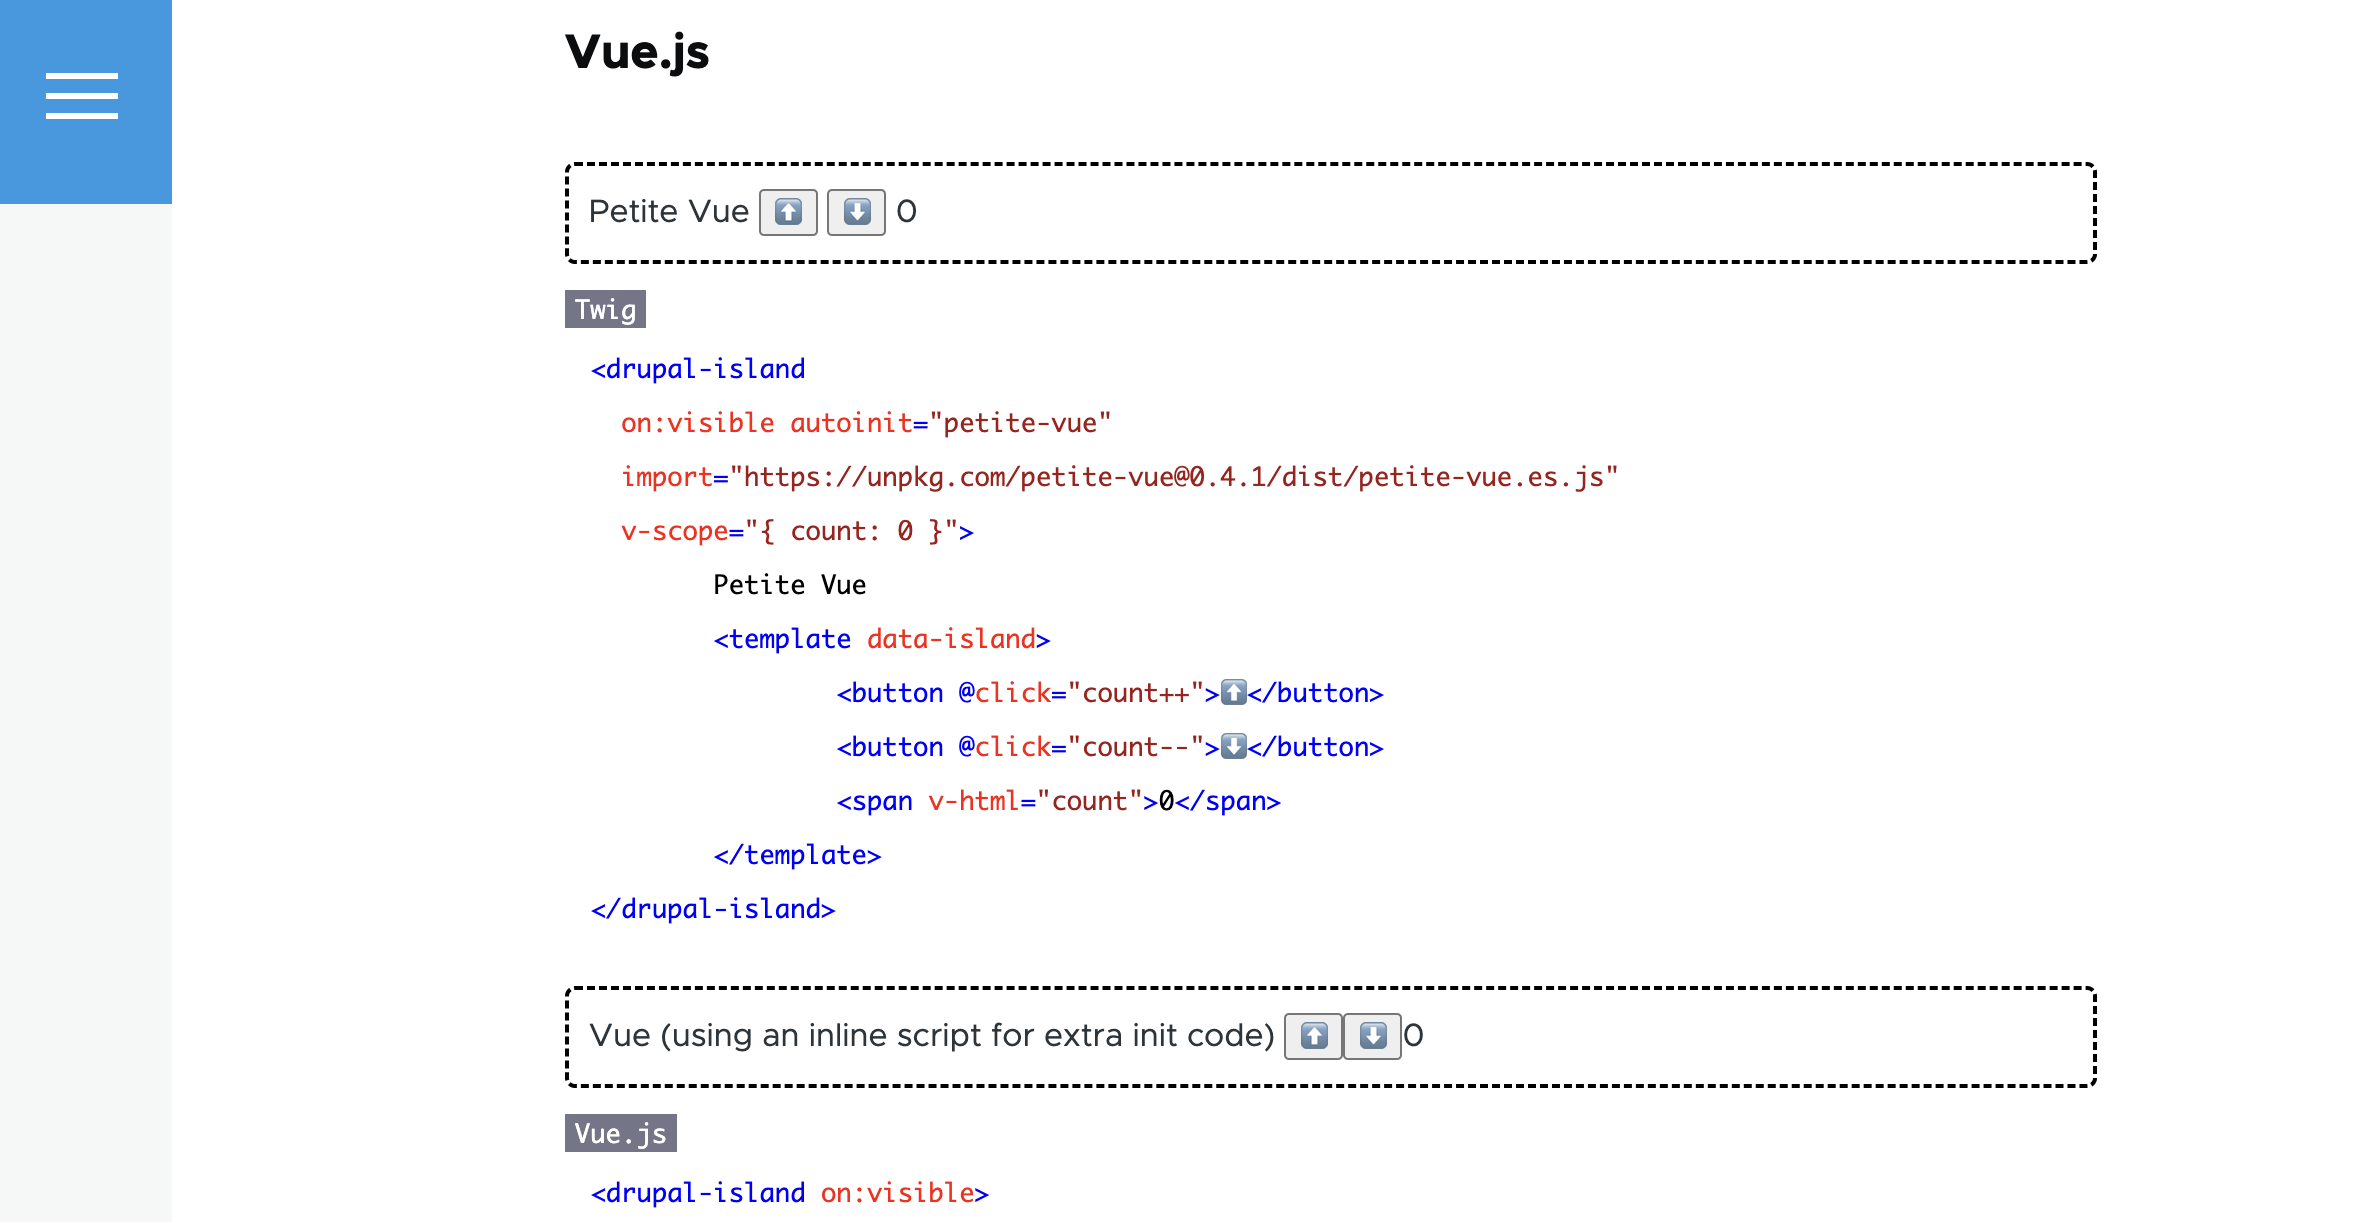 Vue.js
Petite Vue ⬆️ ⬇️ 0
Twig
<drupal-island
on:visible autoinit="petite-vue"
import="https://unpkg.com/petite-vue@0.4.1/dist/petite-vue.es.js"
v-scope="{ count: 0 }">
Petite Vue
<template data-island>
<button @click="count++">⬆️</button>
<button @click="count--">⬇️</button>
<span v-html="count">0</span>
</template>
</drupal-island>
Vue (using an inline script for extra init code) ⬆️ ⬇️ 0
Vue.js
<drupal-island on:visible>